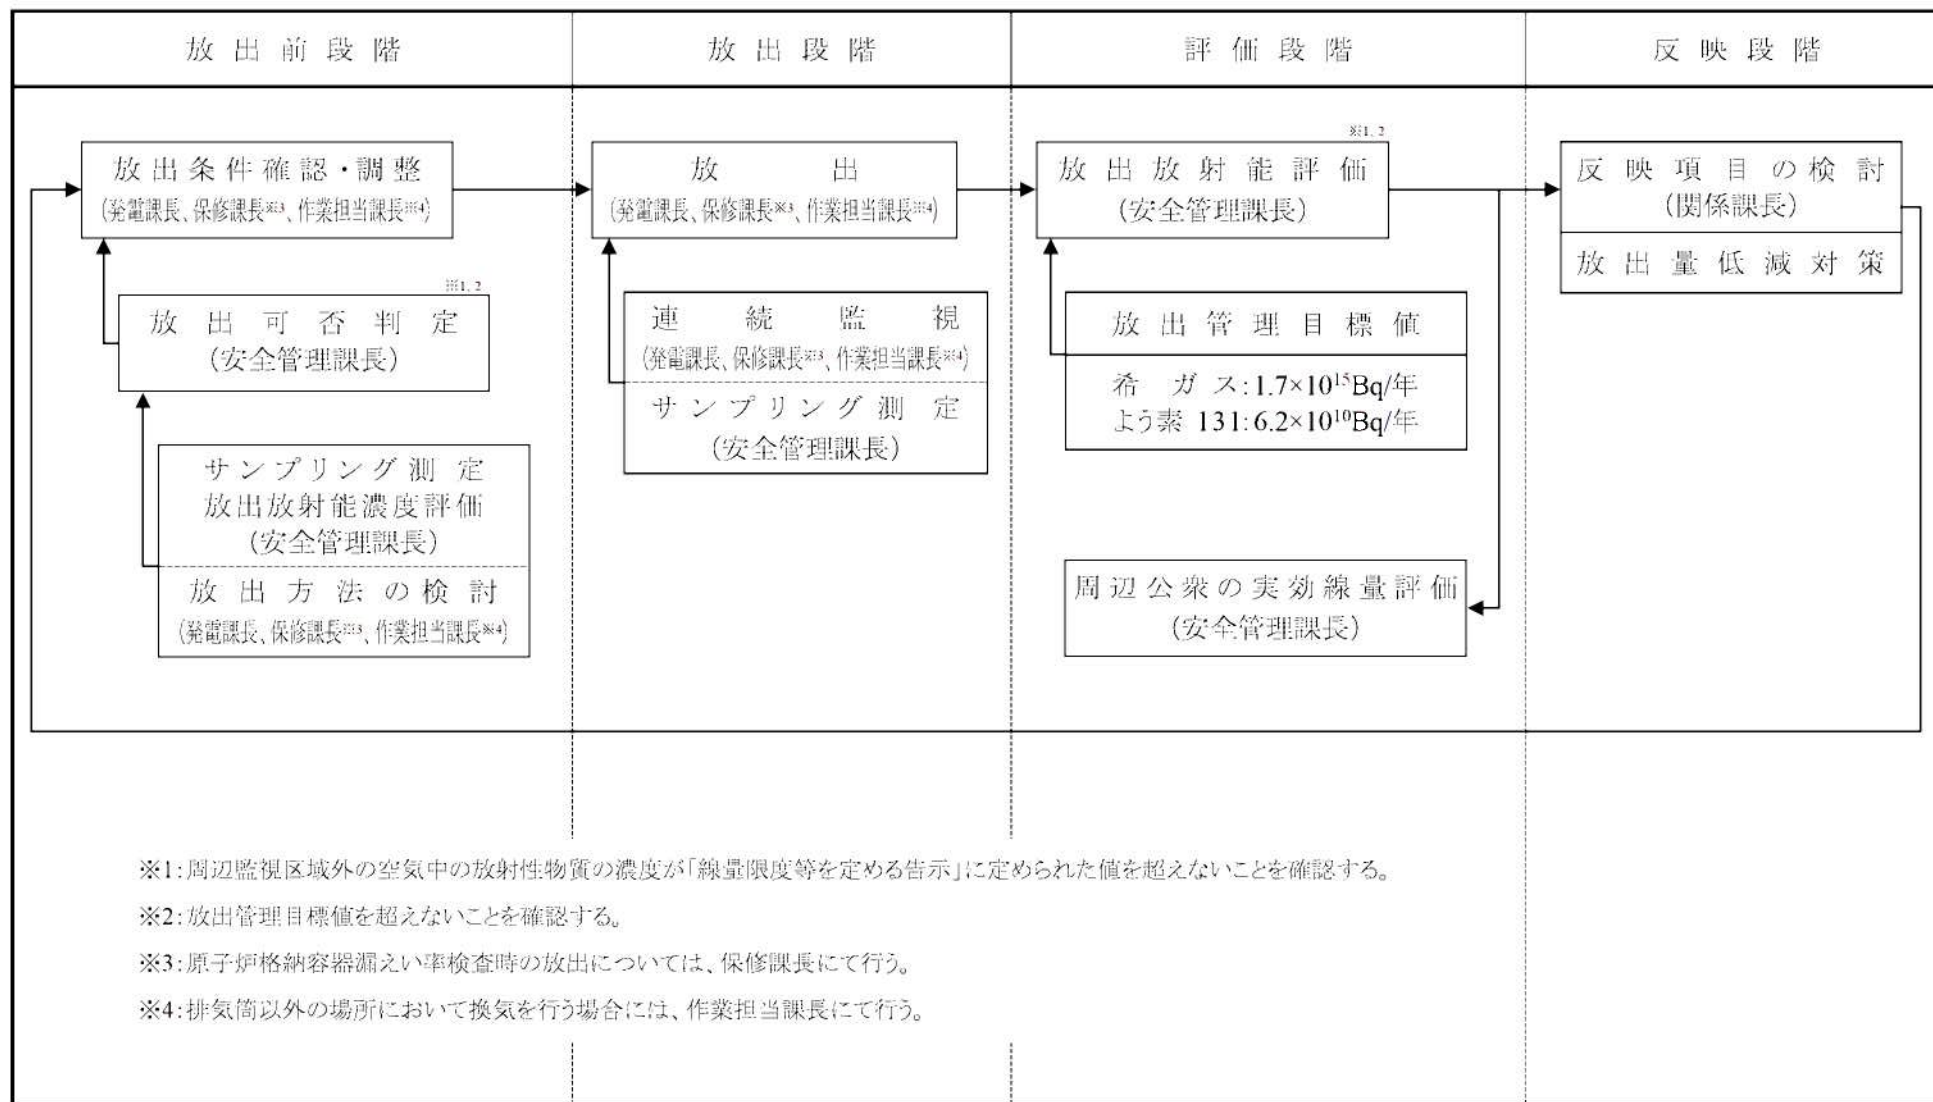 放出前段階
放出段階
評価段階
反映段階
放出条件確認・調整
(発電課長、保修課長※3、作業担当課長※4)
※1, 2
放出可否判定
(安全管理課長)
サンプリング測定
放出放射能濃度評価
(安全管理課長)
放出方法の検討
(発電課長、保修課長※3、作業担当課長※4)
放出
(発電課長、保修課長※3、作業担当課長※4)
連続監視
(発電課長、保修課長※3、作業担当課長※4)
サンプリング測定
(安全管理課長)
※1, 2
放出放射能評価
(安全管理課長)
放出管理目標値
希ガス:1.7×10¹⁵Bq/年
よう素 131:6.2×10¹⁰Bq/年
周辺公衆の実効線量評価
(安全管理課長)
反映項目の検討
(関係課長)
放出量低減対策
※1:周辺監視区域外の空気中の放射性物質の濃度が「線量限度等を定める告示」に定められた値を超えないことを確認する。
※2:放出管理目標値を超えないことを確認する。
※3:原子炉格納容器漏えい率検査時の放出については、保修課長にて行う。
※4:排気筒以外の場所において換気を行う場合には、作業担当課長にて行う。